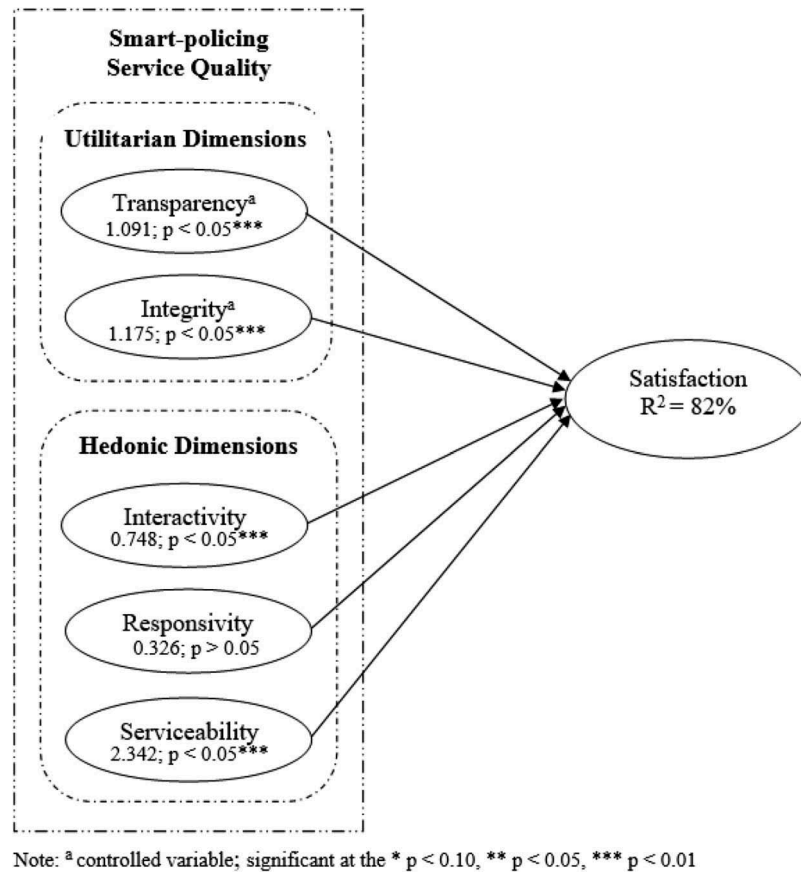 Smart-policing
Service Quality
Utilitarian Dimensions
Transparencyᵃ
1.091; p < 0.05***
Integrityᵃ
1.175; p < 0.05***
Satisfaction
R² = 82%
Hedonic Dimensions
Interactivity
0.748; p < 0.05***
Responsivity
0.326; p > 0.05
Serviceability
2.342; p < 0.05***
Note: ᵃ controlled variable; significant at the * p < 0.10, ** p < 0.05, *** p < 0.01